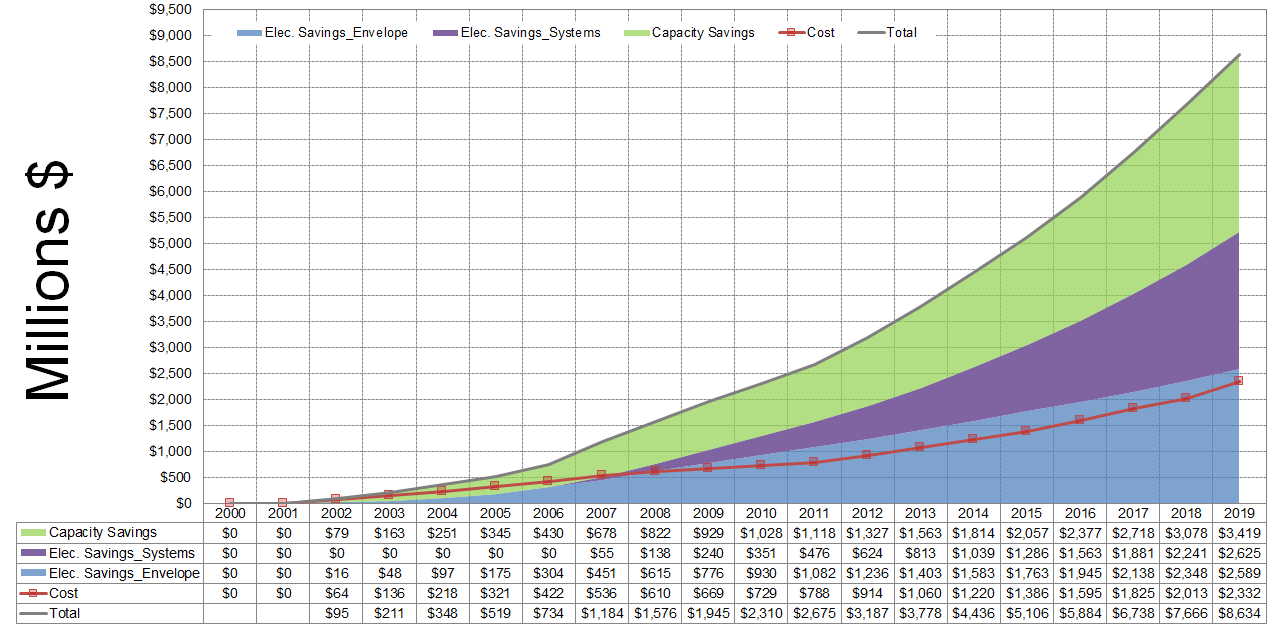 $9,500
$9,000
$8,500
$8,000
$7,500
$7,000
$6,500
$6,000
$5,500
$5,000
$4,500
$4,000
$3,500
$3,000
$2,500
$2,000
$1,500
$1,000
$500
$0
Millions $
Elec. Savings_Envelope Elec. Savings_Systems Capacity Savings Cost Total
2000 2001 2002 2003 2004 2005 2006 2007 2008 2009 2010 2011 2012 2013 2014 2015 2016 2017 2018 2019
Capacity Savings $0 $0 $79 $163 $251 $345 $430 $678 $822 $929 $1,028 $1,118 $1,327 $1,563 $1,814 $2,057 $2,377 $2,718 $3,078 $3,419
Elec. Savings_Systems $0 $0 $0 $0 $0 $0 $0 $55 $138 $240 $351 $476 $624 $813 $1,039 $1,286 $1,563 $1,881 $2,241 $2,625
Elec. Savings_Envelope $0 $0 $16 $48 $97 $175 $304 $451 $615 $776 $930 $1,082 $1,236 $1,403 $1,583 $1,763 $1,945 $2,138 $2,348 $2,589
Cost $0 $0 $64 $136 $218 $321 $422 $536 $610 $669 $729 $788 $914 $1,060 $1,220 $1,386 $1,595 $1,825 $2,013 $2,332
Total $95 $211 $348 $519 $734 $1,184 $1,576 $1,945 $2,310 $2,675 $3,187 $3,778 $4,436 $5,106 $5,884 $6,738 $7,666 $8,634